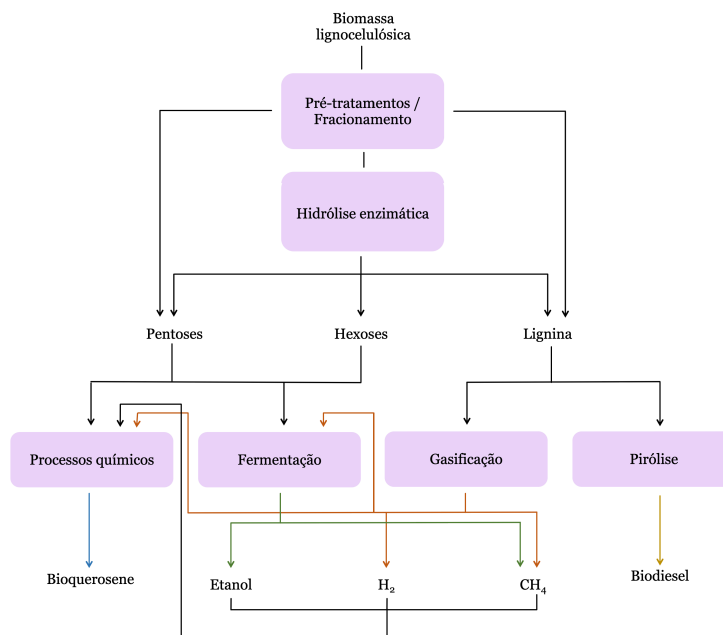 Biomassa
lignocelulósica
Pré-tratamentos /
Fracionamento
Hidrólise enzimática
Pentoses
Hexoses
Lignina
Processos químicos
Fermentação
Gasificação
Pirólise
Bioquerosene
Etanol
H₂
CH₄
Biodiesel